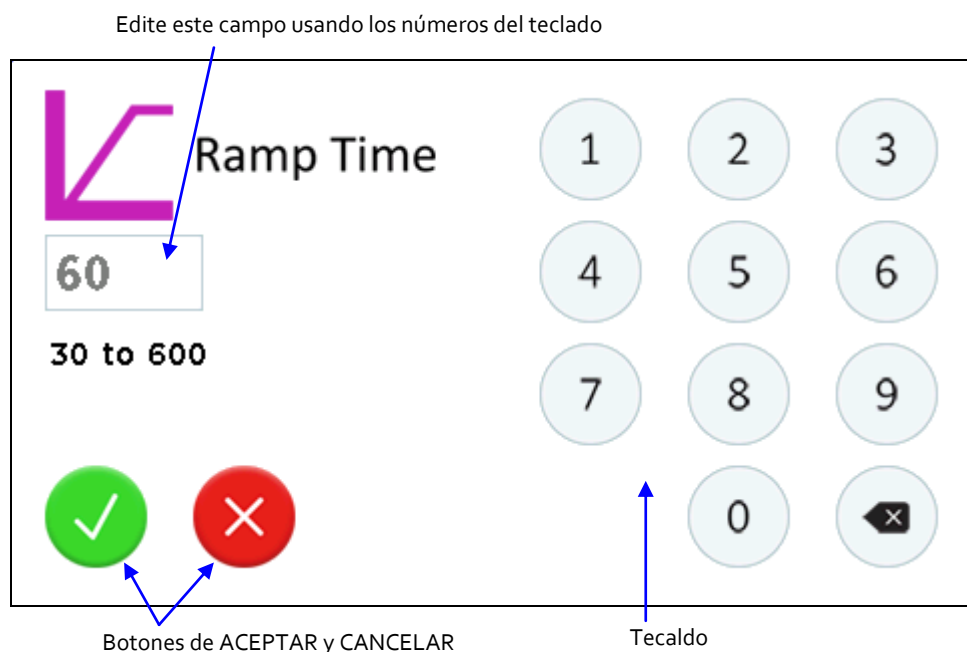 Edite este campo usando los números del teclado
Ramp Time
60
30 to 600
1 2 3
4 5 6
7 8 9
0
Botones de ACEPTAR y CANCELAR
Tecaldo